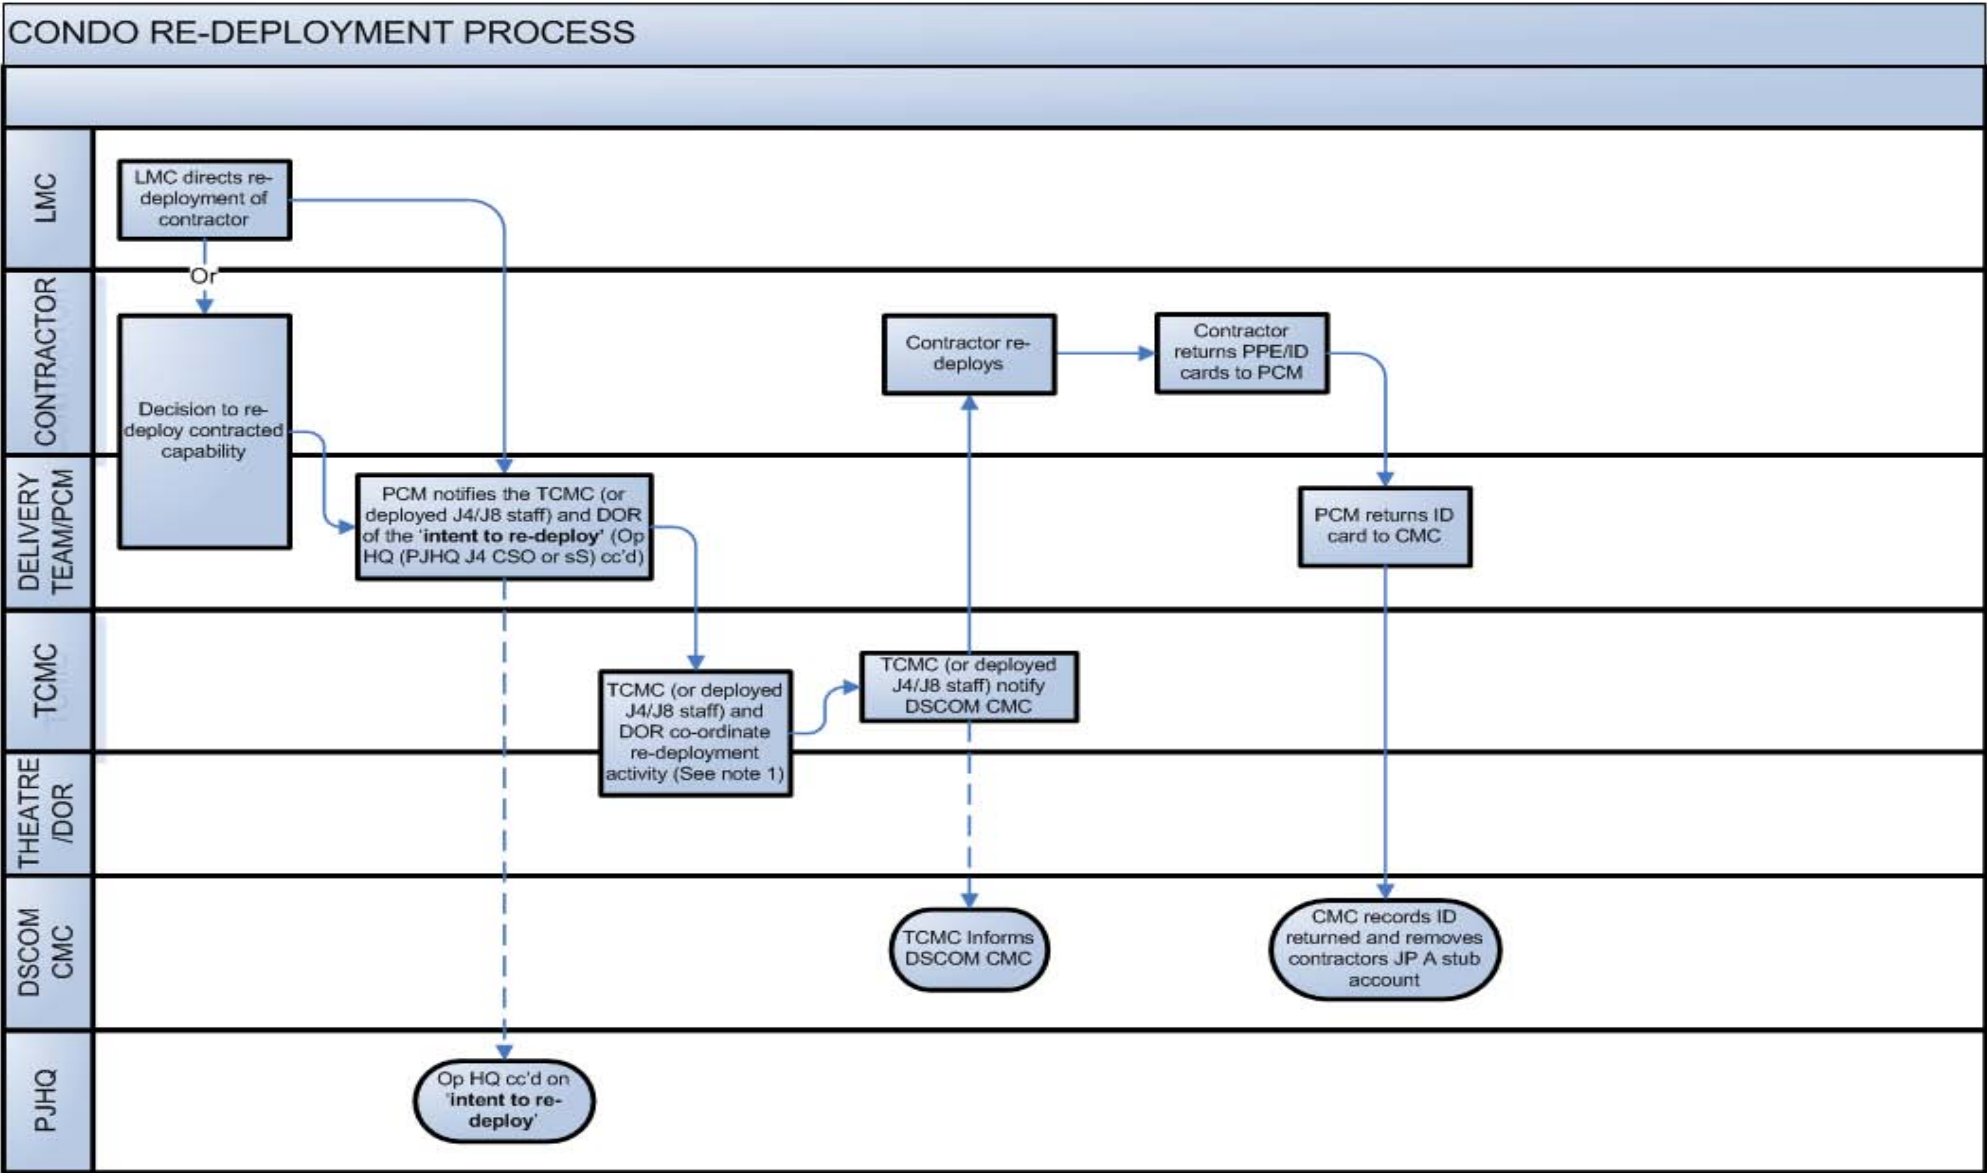 CONDO RE-DEPLOYMENT PROCESS
LMC
LMC directs re-
deployment of
contractor
Or
CONTRACTOR
Decision to re-
deploy contracted
capability
Contractor re-
deploys
Contractor
returns PPE/ID
cards to PCM
DELIVERY
TEAM/PCM
PCM notifies the TCMC (or
deployed J4/J8 staff) and DOR
of the 'intent to re-deploy' (Op
HQ (PJHQ J4 CSO or sS) cc'd)
PCM returns ID
card to CMC
TCMC
TCMC (or deployed
J4/J8 staff) and
DOR co-ordinate
re-deployment
activity (See note 1)
TCMC (or deployed
J4/J8 staff) notify
DSCOM CMC
THEATRE
/DOR
DSCOM
CMC
TCMC Informs
DSCOM CMC
CMC records ID
returned and removes
contractors JP A stub
account
PJHQ
Op HQ cc'd on
'intent to re-
deploy'